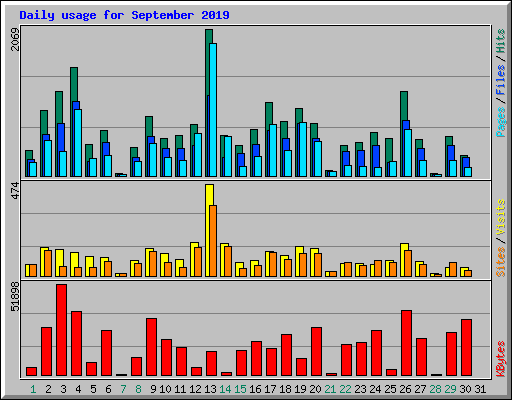 Daily usage for September 2019
2069
Pages / Files / Hits
474
Sites / Visits
51898
KBytes
1 2 3 4 5 6 7 8 9 10 11 12 13 14 15 16 17 18 19 20 21 22 23 24 25 26 27 28 29 30 31